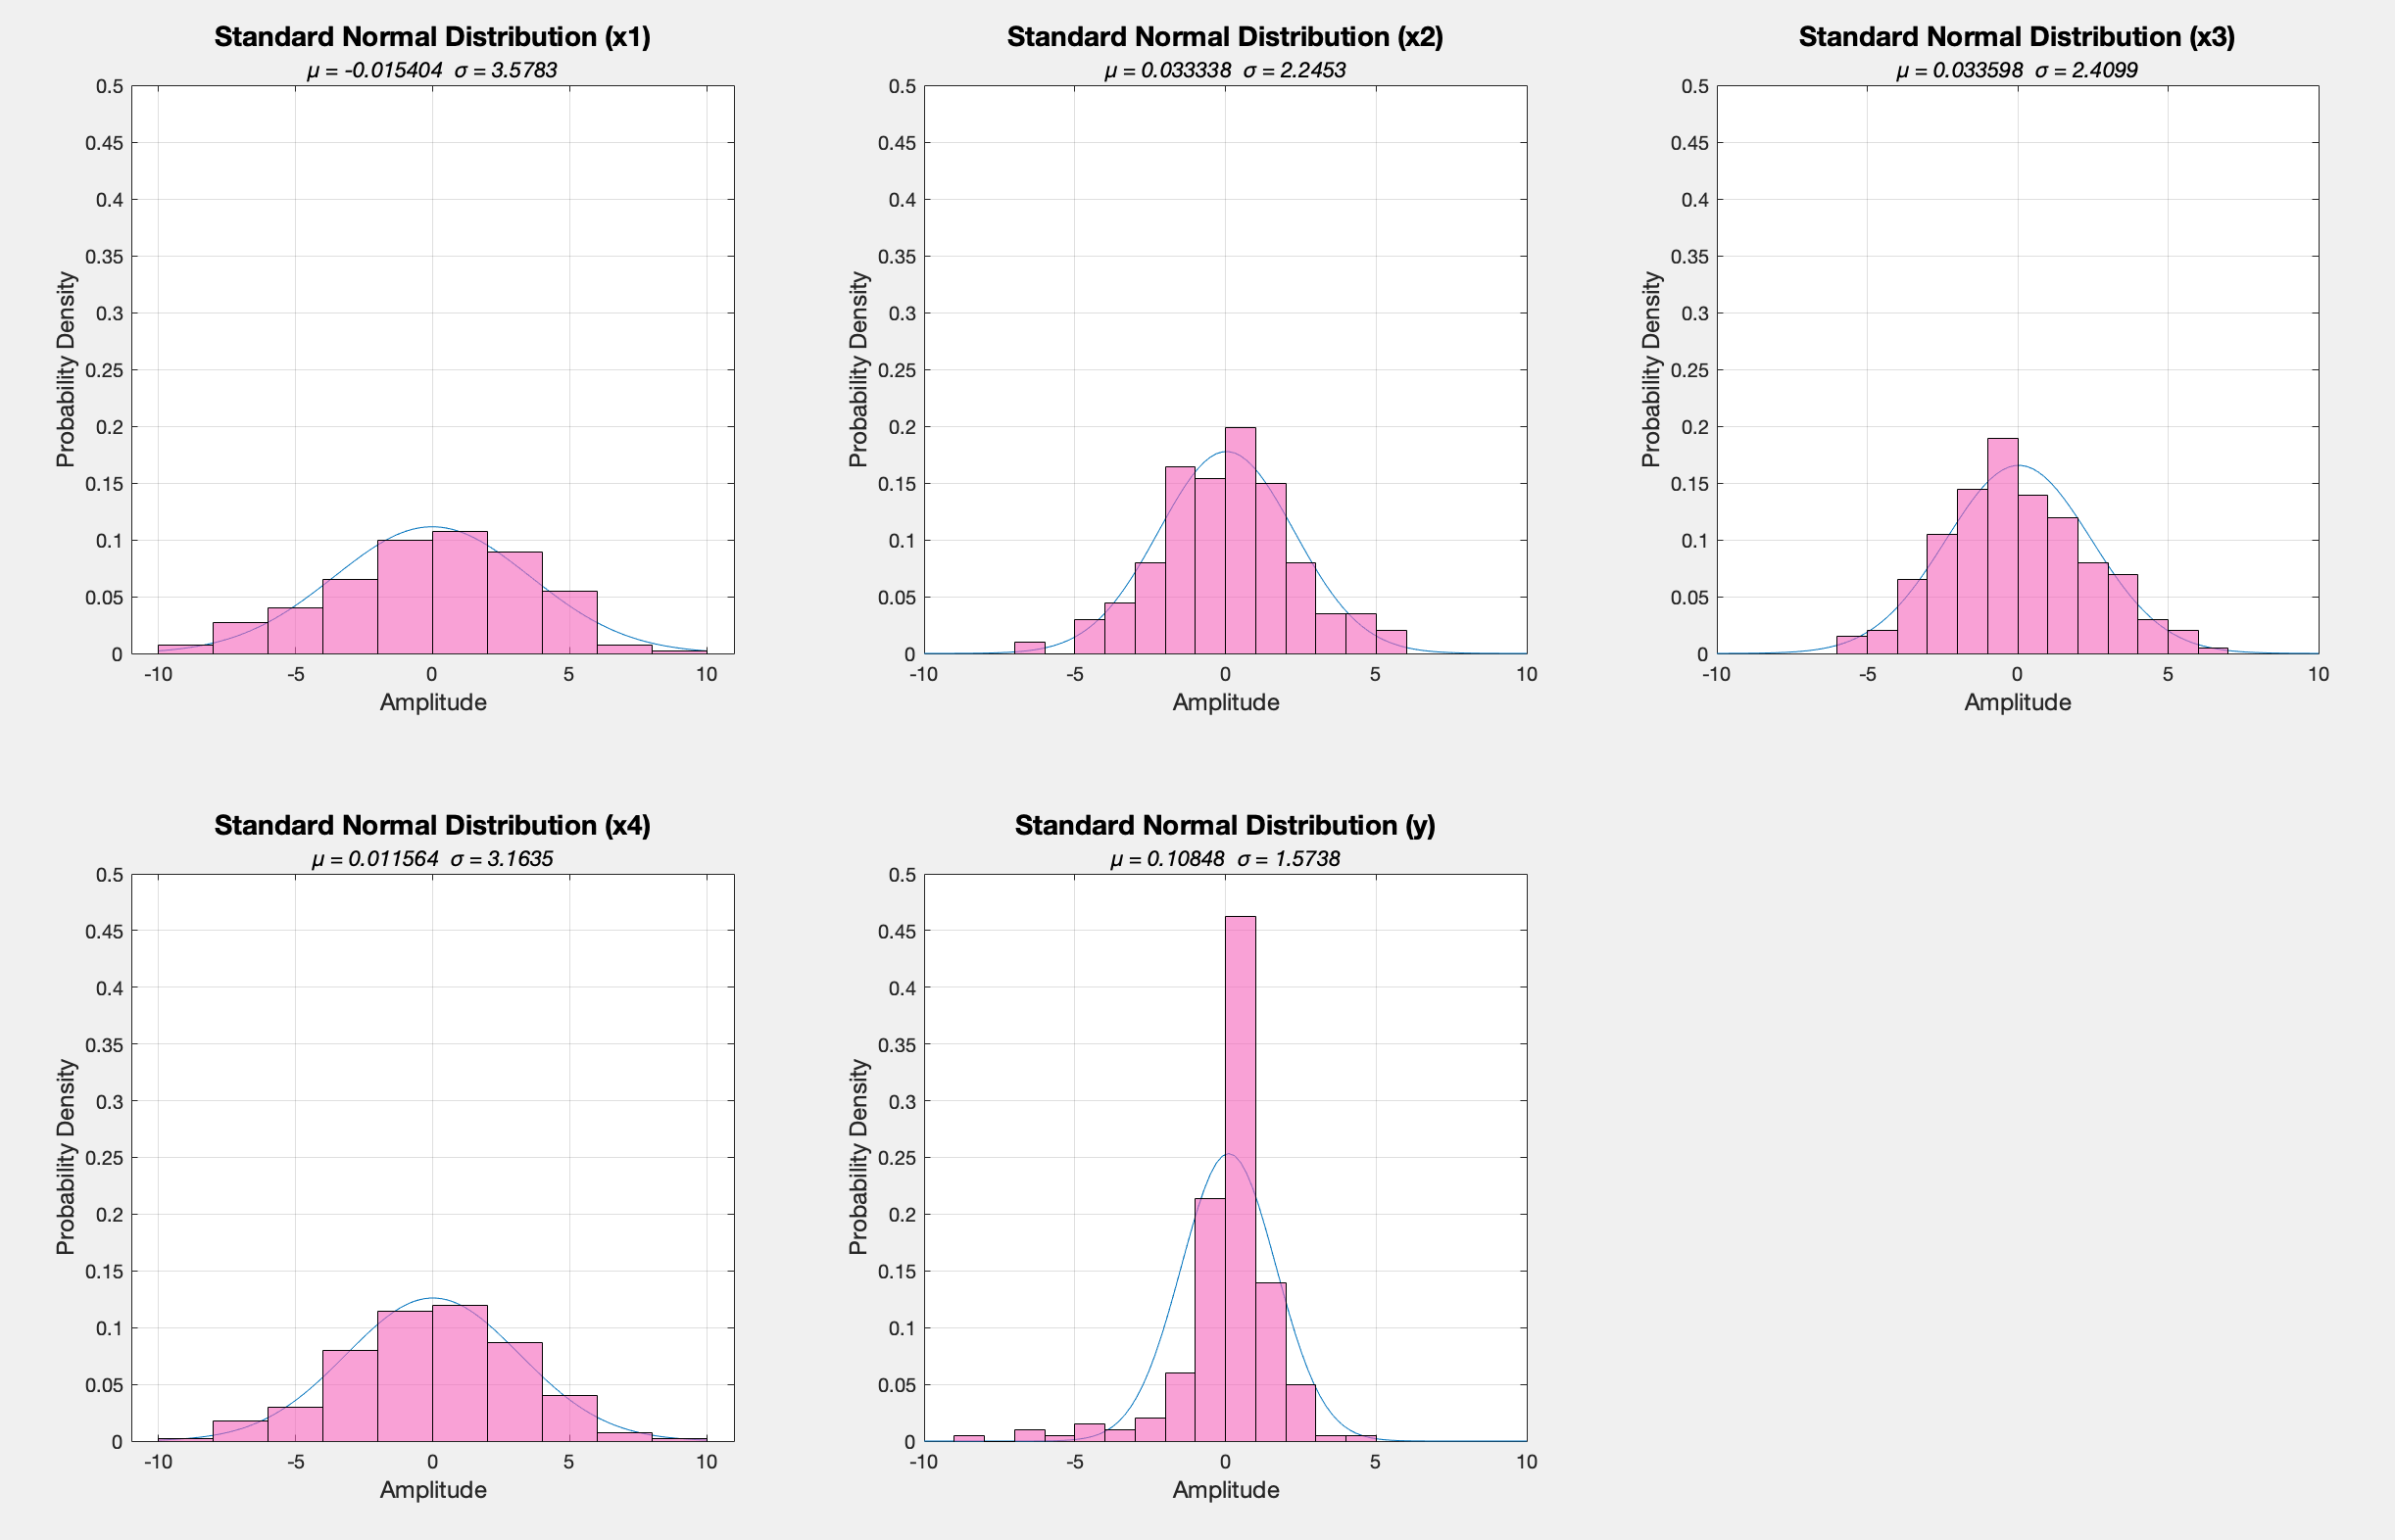 Standard Normal Distribution (x1)
μ = -0.015404 σ = 3.5783
0.5
0.45
0.4
0.35
0.3
0.25
0.2
0.15
0.1
0.05
0
Probability Density
-10 -5 0 5 10
Amplitude
Standard Normal Distribution (x2)
μ = 0.033338 σ = 2.2453
0.5
0.45
0.4
0.35
0.3
0.25
0.2
0.15
0.1
0.05
0
Probability Density
-10 -5 0 5 10
Amplitude
Standard Normal Distribution (x3)
μ = 0.033598 σ = 2.4099
0.5
0.45
0.4
0.35
0.3
0.25
0.2
0.15
0.1
0.05
0
Probability Density
-10 -5 0 5 10
Amplitude
Standard Normal Distribution (x4)
μ = 0.011564 σ = 3.1635
0.5
0.45
0.4
0.35
0.3
0.25
0.2
0.15
0.1
0.05
0
Probability Density
-10 -5 0 5 10
Amplitude
Standard Normal Distribution (y)
μ = 0.10848 σ = 1.5738
0.5
0.45
0.4
0.35
0.3
0.25
0.2
0.15
0.1
0.05
0
Probability Density
-10 -5 0 5 10
Amplitude